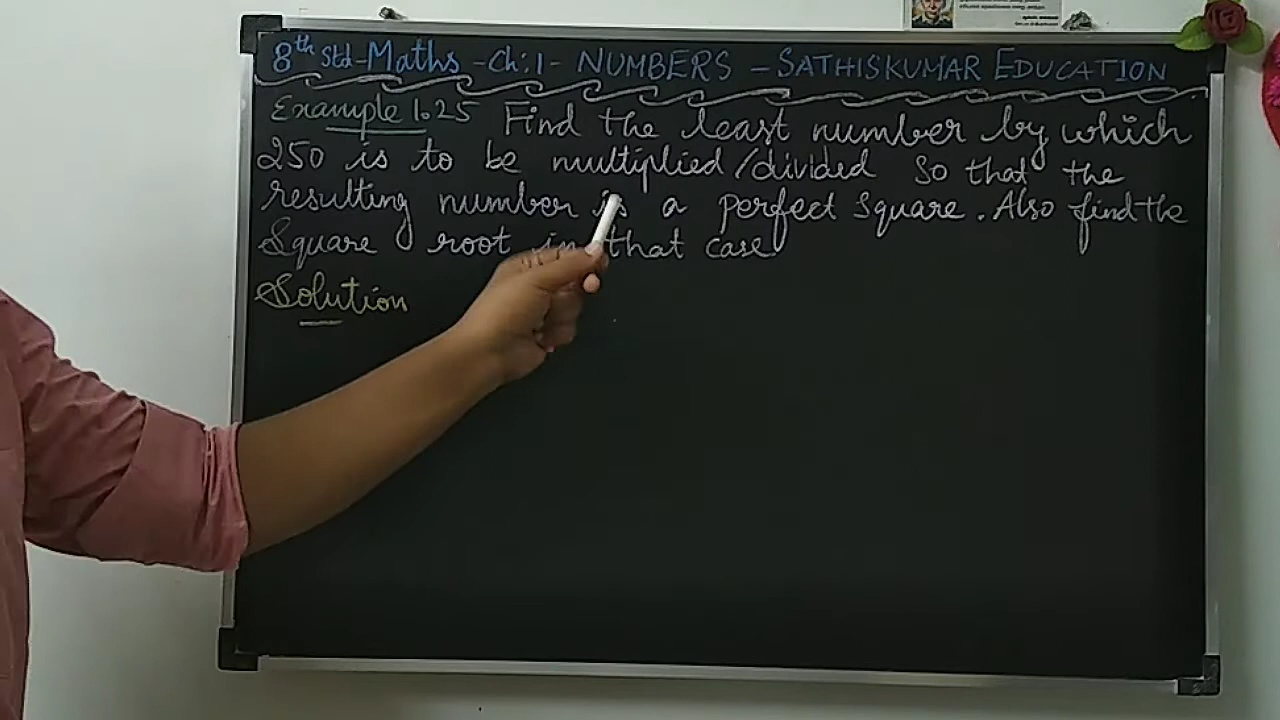 8th Std - Maths - Ch: 1 - NUMBERS - SATHISKUMAR EDUCATION
Example 1.25 Find the least number by which
250 is to be multiplied/divided so that the
resulting number is a perfect square. Also find the
Square root in that case
Solution